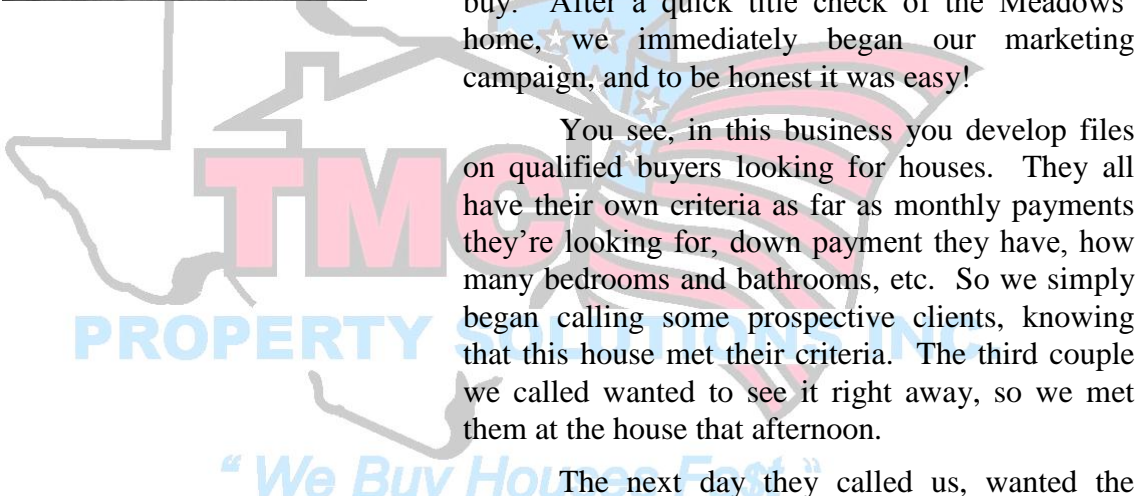 buy. After a quick title check of the Meadows'
home, we immediately began our marketing
campaign, and to be honest it was easy!
You see, in this business you develop files
on qualified buyers looking for houses. They all
have their own criteria as far as monthly payments
they're looking for, down payment they have, how
many bedrooms and bathrooms, etc. So we simply
began calling some prospective clients, knowing
that this house met their criteria. The third couple
we called wanted to see it right away, so we met
them at the house that afternoon.
The next day they called us, wanted the
TMC
PROPERTY SOLUTIONS INC
“ We Buy Houses Fa$t ”